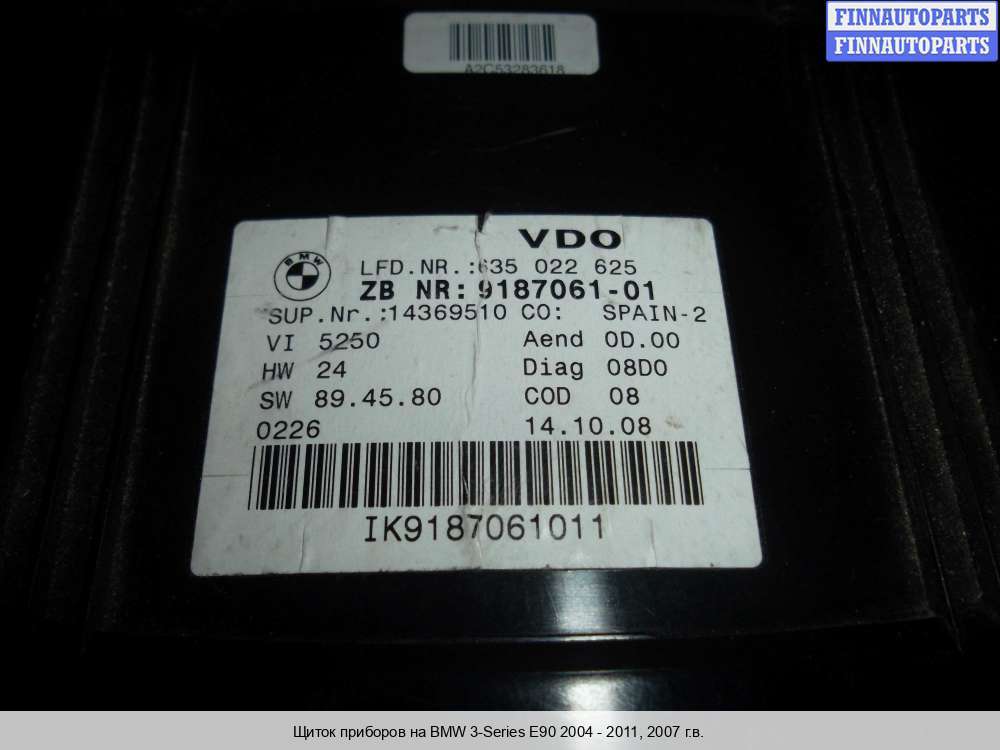 FINNAUTOPARTS
FINNAUTOPARTS
A2C53283618
VDO
BMW
LFD.NR.:635 022 625
ZB NR: 9187061-01
SUP.Nr.:14369510 CO: SPAIN-2
VI 5250 Aend 0D.00
HW 24 Diag 08D0
SW 89.45.80 COD 08
0226 14.10.08
IK9187061011
Щиток приборов на BMW 3-Series E90 2004 - 2011, 2007 г.в.